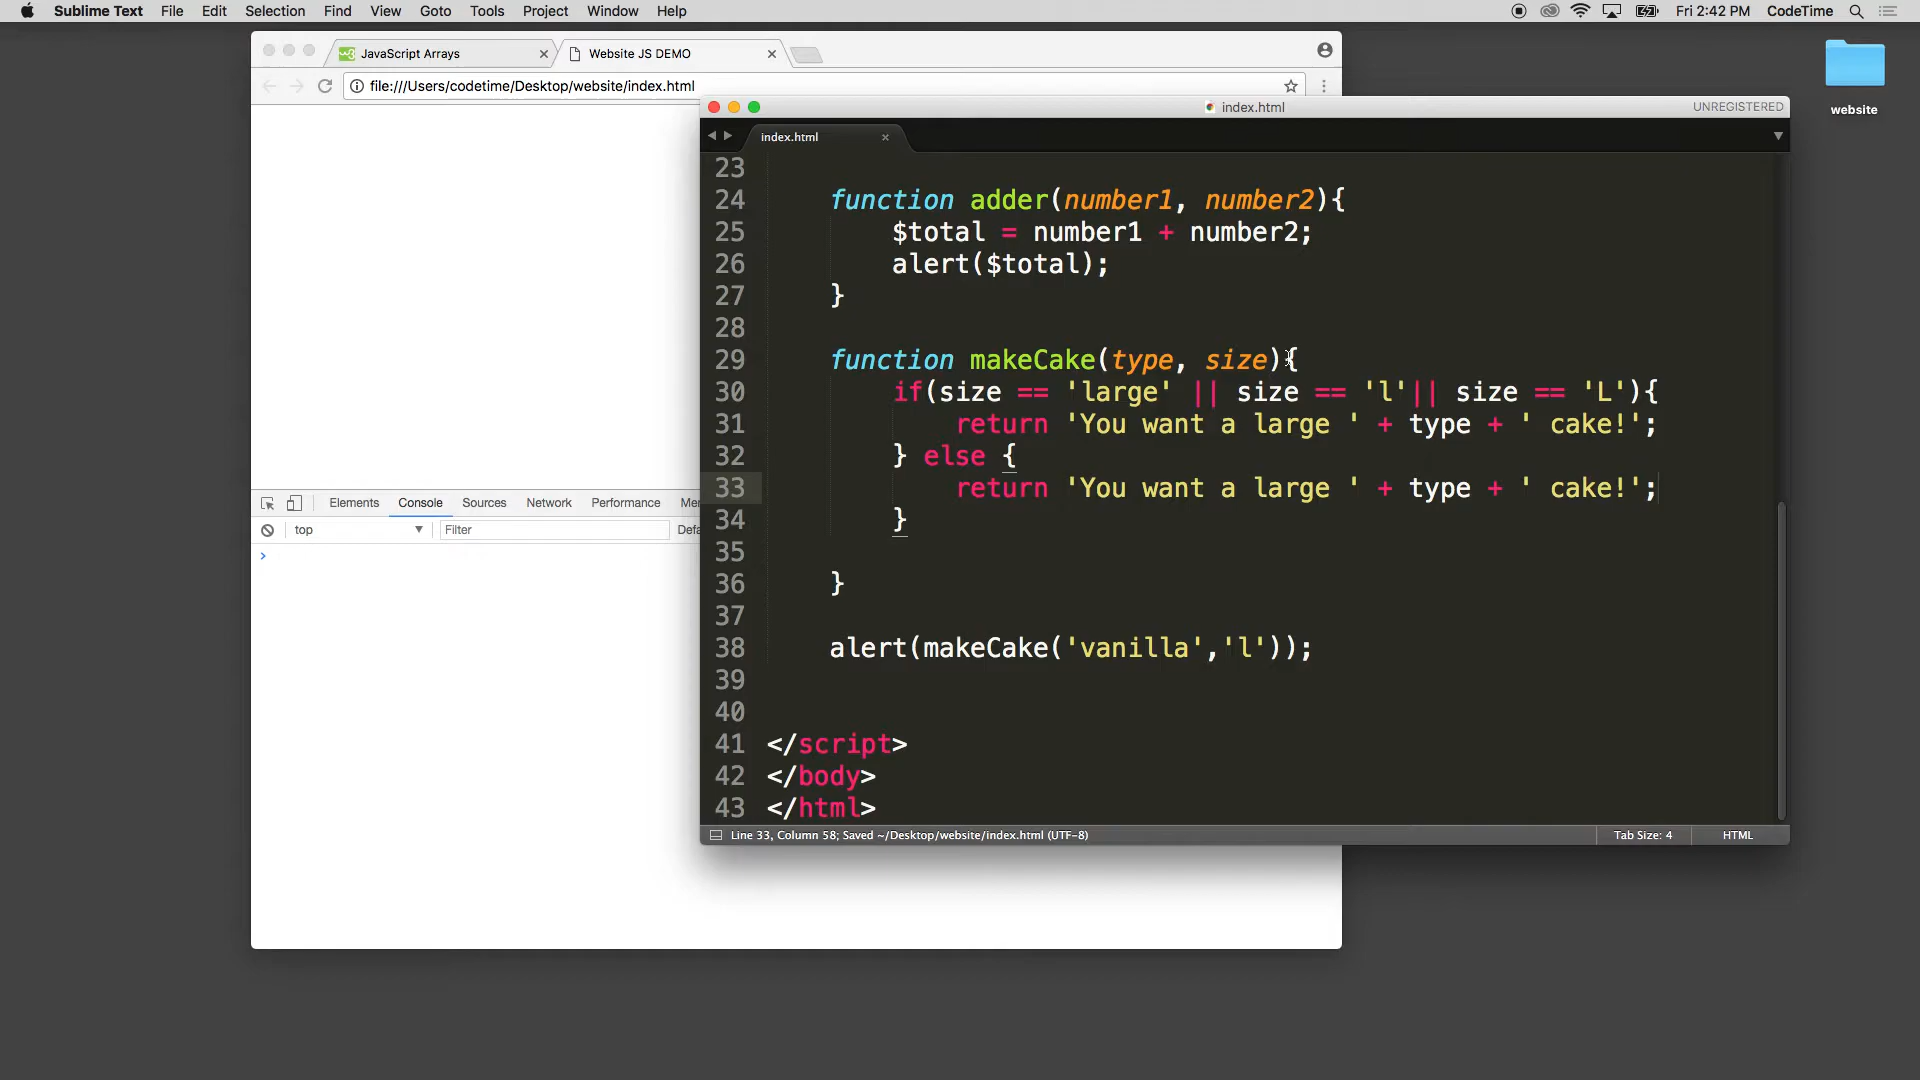 Sublime Text File Edit Selection Find View Goto Tools Project Window Help Fri 2:42 PM CodeTime
JavaScript Arrays Website JS DEMO
file:///Users/codetime/Desktop/website/index.html
website
index.html UNREGISTERED
index.html
23
24 function adder(number1, number2){
25 $total = number1 + number2;
26 alert($total);
27 }
28
29 function makeCake(type, size){
30 if(size == 'large' || size == 'l'|| size == 'L'){
31 return 'You want a large ' + type + ' cake!';
32 } else {
33 return 'You want a large ' + type + ' cake!';
34 }
35
36 }
37
38 alert(makeCake('vanilla','l'));
39
40
41 </script>
42 </body>
43 </html>
Line 33, Column 58; Saved ~/Desktop/website/index.html (UTF-8) Tab Size: 4 HTML
Elements Console Sources Network Performance Mem
top Filter Defa